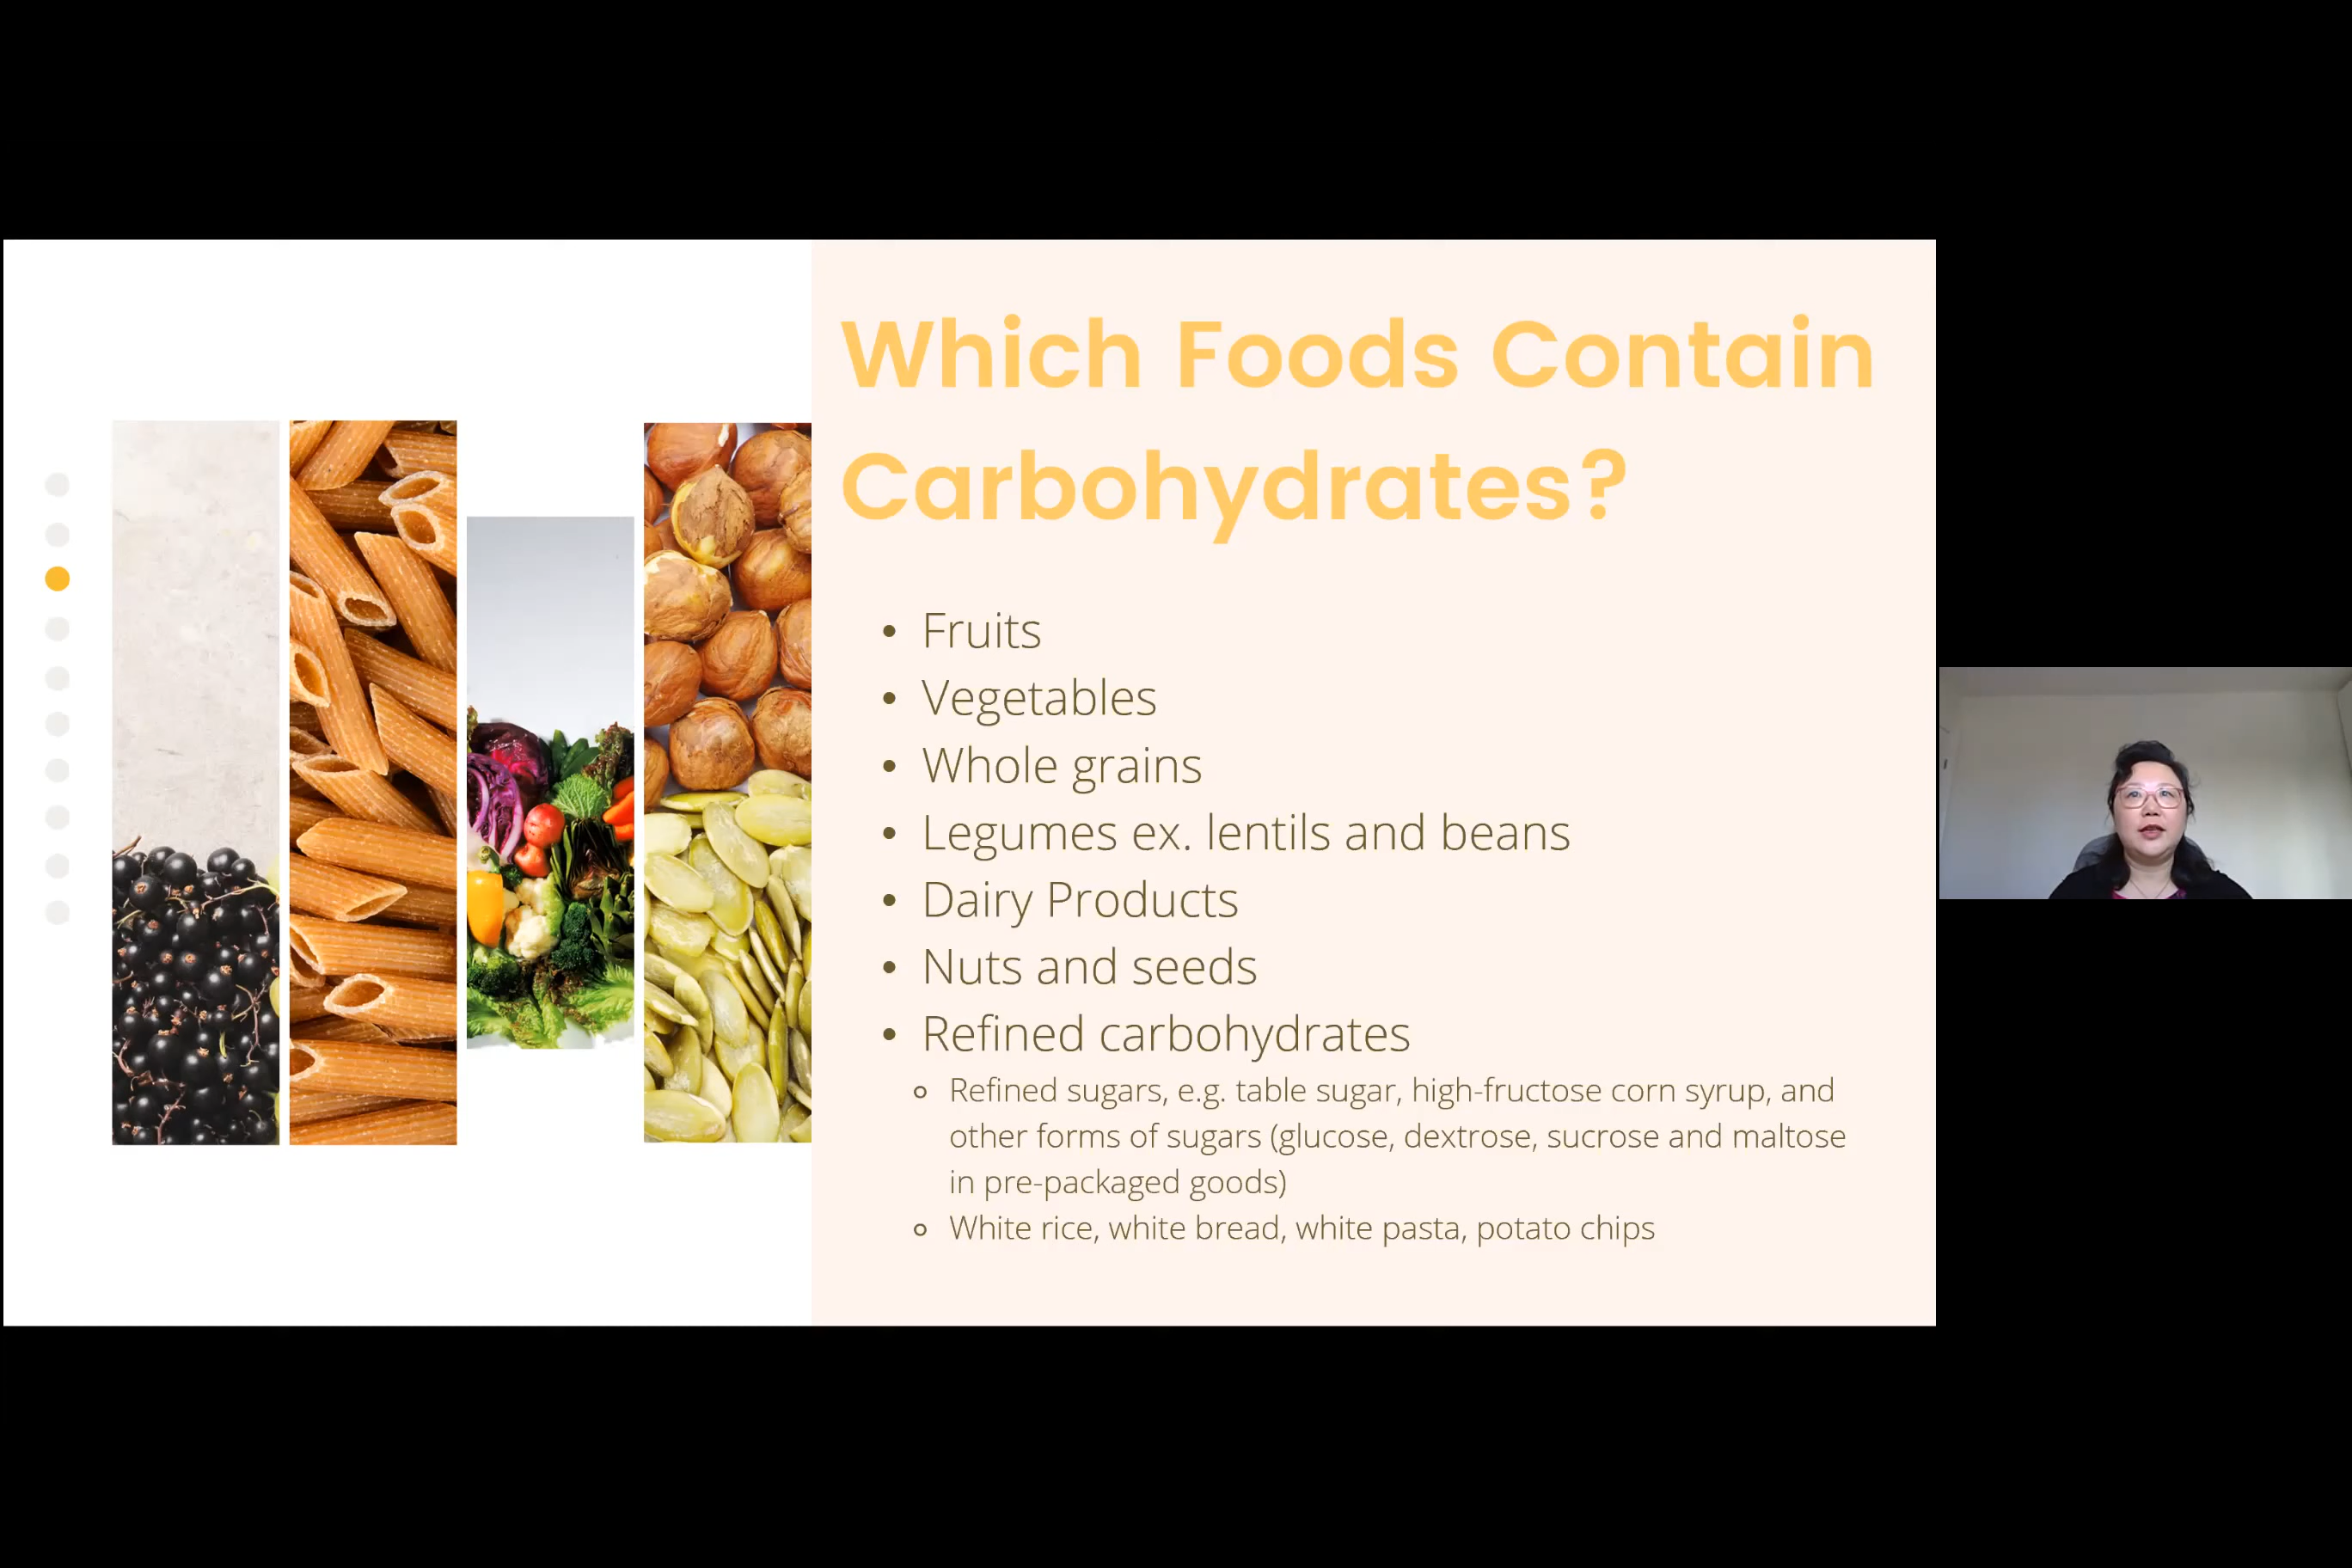 Which Foods Contain
Carbohydrates?
• Fruits
• Vegetables
• Whole grains
• Legumes ex. lentils and beans
• Dairy Products
• Nuts and seeds
• Refined carbohydrates
◦ Refined sugars, e.g. table sugar, high-fructose corn syrup, and
other forms of sugars (glucose, dextrose, sucrose and maltose
in pre-packaged goods)
◦ White rice, white bread, white pasta, potato chips